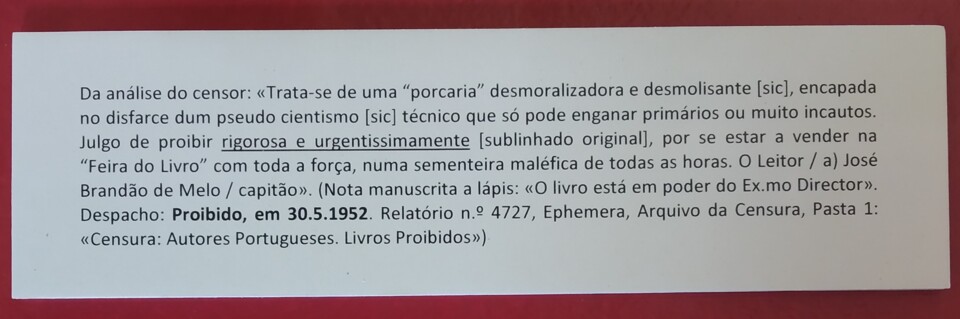 Da análise do censor: «Trata-se de uma “porcaria” desmoralizadora e desmolisante [sic], encapada
no disfarce dum pseudo cientismo [sic] técnico que só pode enganar primários ou muito incautos.
Julgo de proibir rigorosa e urgentissimamente [sublinhado original], por se estar a vender na
“Feira do Livro” com toda a força, numa sementeira maléfica de todas as horas. O Leitor / a) José
Brandão de Melo / capitão». (Nota manuscrita a lápis: «O livro está em poder do Ex.mo Director».
Despacho: Proibido, em 30.5.1952. Relatório n.º 4727, Ephemera, Arquivo da Censura, Pasta 1:
«Censura: Autores Portugueses. Livros Proibidos»)